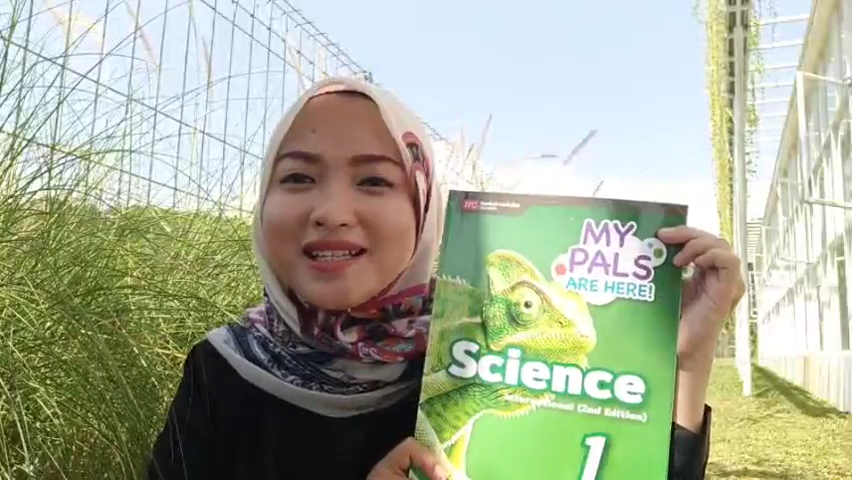 MY
PALS
ARE HERE!
Science
International (2nd Edition)
1